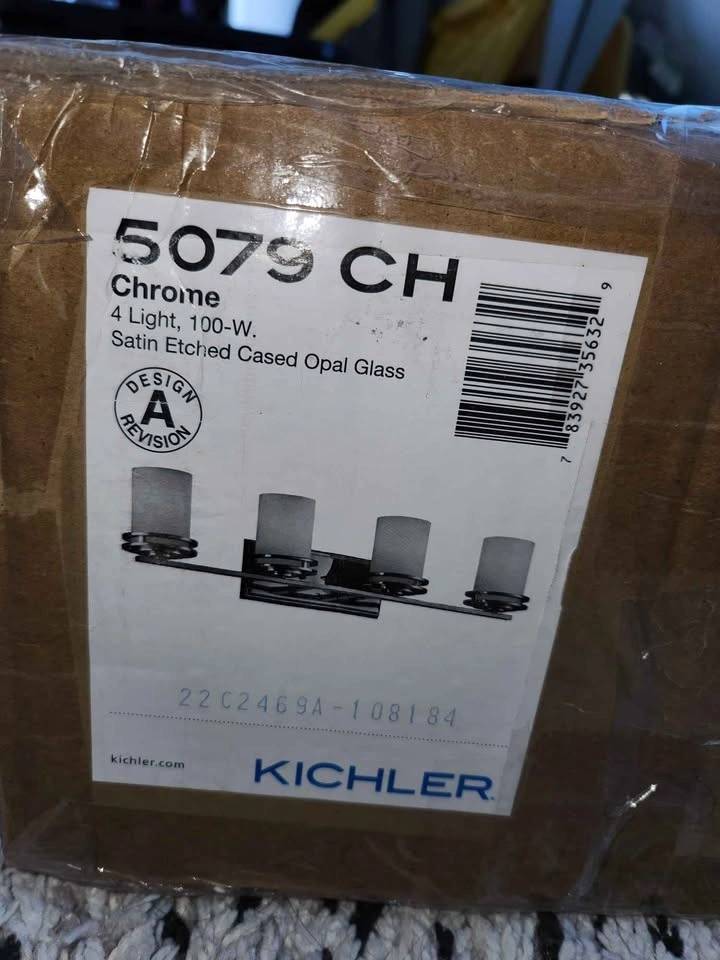 5079 CH
Chrome
4 Light, 100-W.
Satin Etched Cased Opal Glass
DESIGN
A
REVISION
7 83927 35632 9
22C2469A-108184
kichler.com
KICHLER